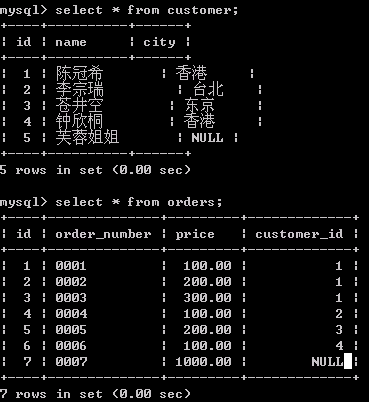 mysql> select * from customer;
+----+----------+------+
| id | name     | city |
+----+----------+------+
| 1 | 陈冠希 | 香港 |
| 2 | 李宗瑞 | 台北 |
| 3 | 苍井空 | 东京 |
| 4 | 钟欣桐 | 香港 |
| 5 | 芙蓉姐姐 | NULL |
+----+----------+------+
5 rows in set (0.00 sec)
mysql> select * from orders;
+----+--------------+---------+-------------+
| id | order_number | price   | customer_id |
+----+--------------+---------+-------------+
|  1 | 0001         |  100.00 |           1 |
|  2 | 0002         |  200.00 |           1 |
|  3 | 0003         |  300.00 |           1 |
|  4 | 0004         |  100.00 |           2 |
|  5 | 0005         |  200.00 |           3 |
|  6 | 0006         |  100.00 |           4 |
|  7 | 0007         | 1000.00 |        NULL |
+----+--------------+---------+-------------+
7 rows in set (0.00 sec)